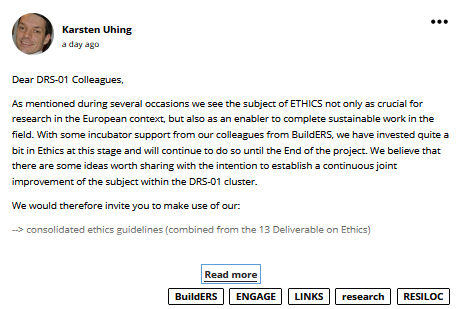 Karsten Uhing
•••
a day ago
Dear DRS-01 Colleagues,
As mentioned during several occasions we see the subject of ETHICS not only as crucial for
research in the European context, but also as an enabler to complete sustainable work in the
field. With some incubator support from our colleagues from BuildERS, we have invested quite a
bit in Ethics at this stage and will continue to do so until the End of the project. We believe that
there are some ideas worth sharing with the intention to establish a continuous joint
improvement of the subject within the DRS-01 cluster.
We would therefore invite you to make use of our:
--> consolidated ethics guidelines (combined from the 13 Deliverable on Ethics)
Read more
BuildERS ENGAGE LINKS research RESILOC